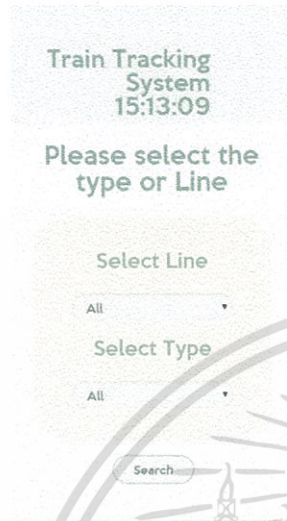 Train Tracking
System
15:13:09
Please select the
type or Line
Select Line
All
Select Type
All
Search